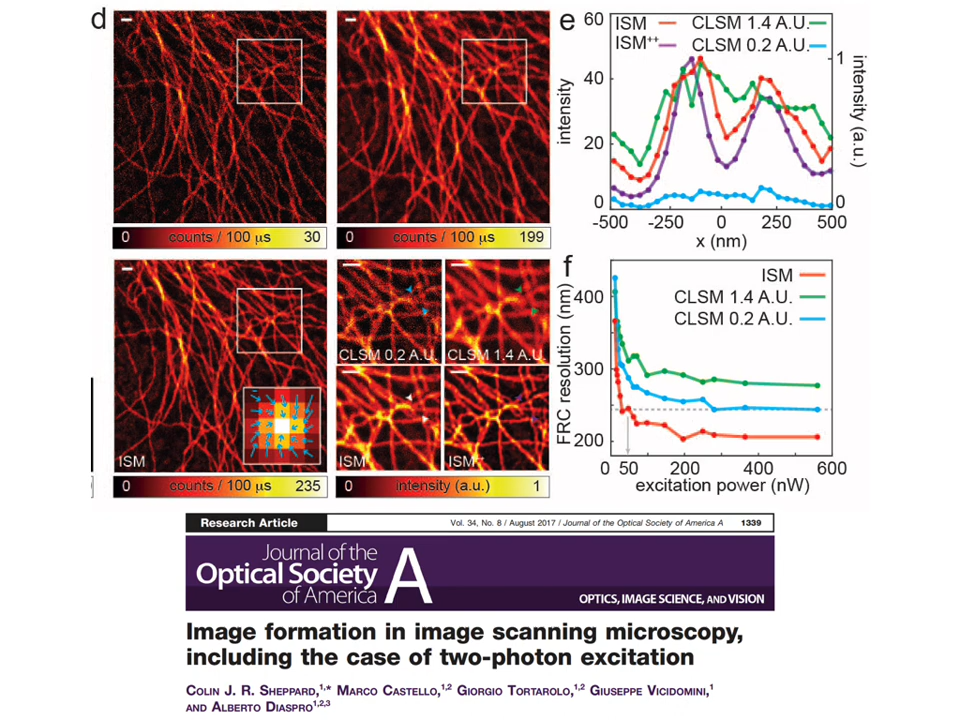 d
0 counts / 100 µs 30
0 counts / 100 µs 199
ISM
0 counts / 100 µs 235
CLSM 0.2 A.U.
CLSM 1.4 A.U.
ISM
ISM
0 intensity (a.u.) 1
e
60
40
20
0
intensity
ISM
CLSM 1.4 A.U.
ISM++
CLSM 0.2 A.U.
1
0
intensity (a.u.)
-500
-250
0
250
500
x (nm)
f
400
300
200
FRC resolution (nm)
ISM
CLSM 1.4 A.U.
CLSM 0.2 A.U.
0
50
200
400
600
excitation power (nW)
Research Article
Vol. 34, No. 8 / August 2017 / Journal of the Optical Society of America A 1339
Journal of the
Optical Society
of America
A
OPTICS, IMAGE SCIENCE, AND VISION
Image formation in image scanning microscopy,
including the case of two-photon excitation
COLIN J. R. SHEPPARD,1,* MARCO CASTELLO,1,2 GIORGIO TORTAROLO,1,2 GIUSEPPE VICIDOMINI,1
AND ALBERTO DIASPRO1,2,3